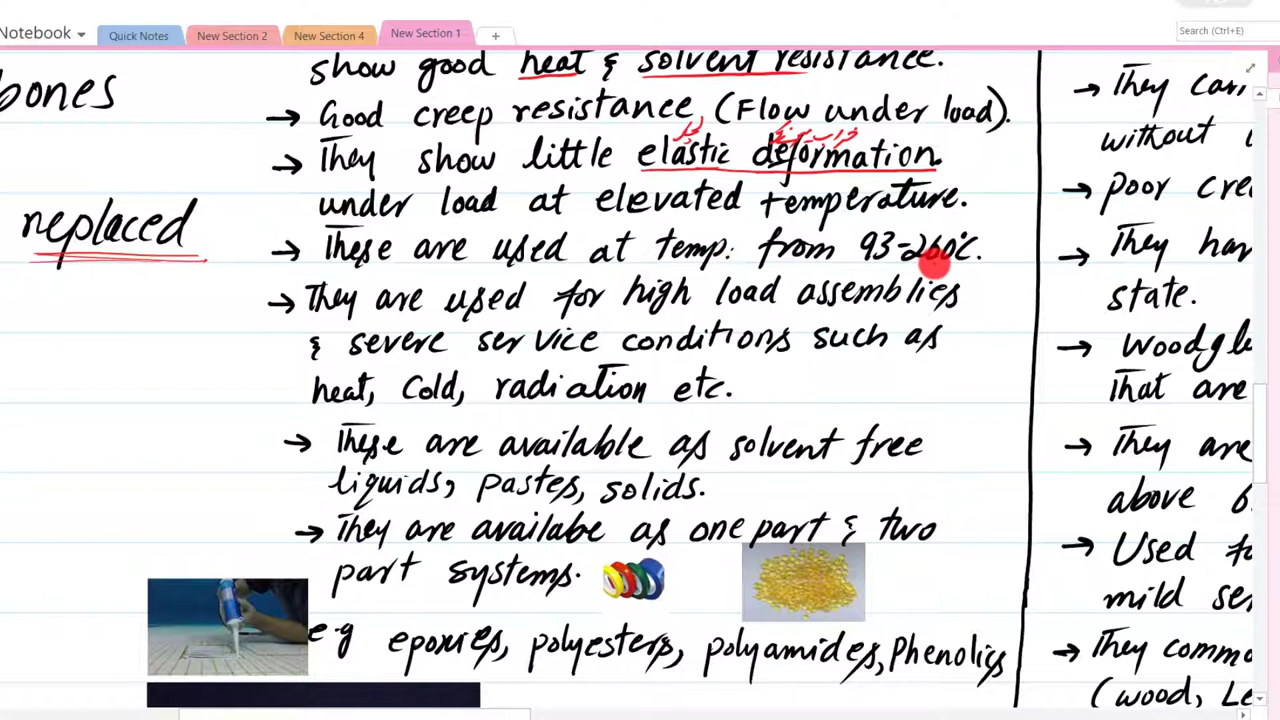 Notebook
Quick Notes
New Section 2
New Section 4
New Section 1
+
Search (Ctrl+E)
bones
replaced
show good heat & solvent resistance.
→ Good creep resistance (Flow under load).
→ They show little elastic deformation
under load at elevated temperature.
→ These are used at temp: from 93-260°C.
→ They are used for high load assemblies
& severe service conditions such as
heat, cold, radiation etc.
→ These are available as solvent free
liquids, pastes, solids.
→ They are availabe as one part & two
part systems.
e.g epoxies, polyesters, polyamides, Phenolics
→ They can
without
→ poor cre
→ They hav
state.
→ woodgl
That are
→ They are
above 6
→ Used fo
mild ser
→ They commo
(wood, Le